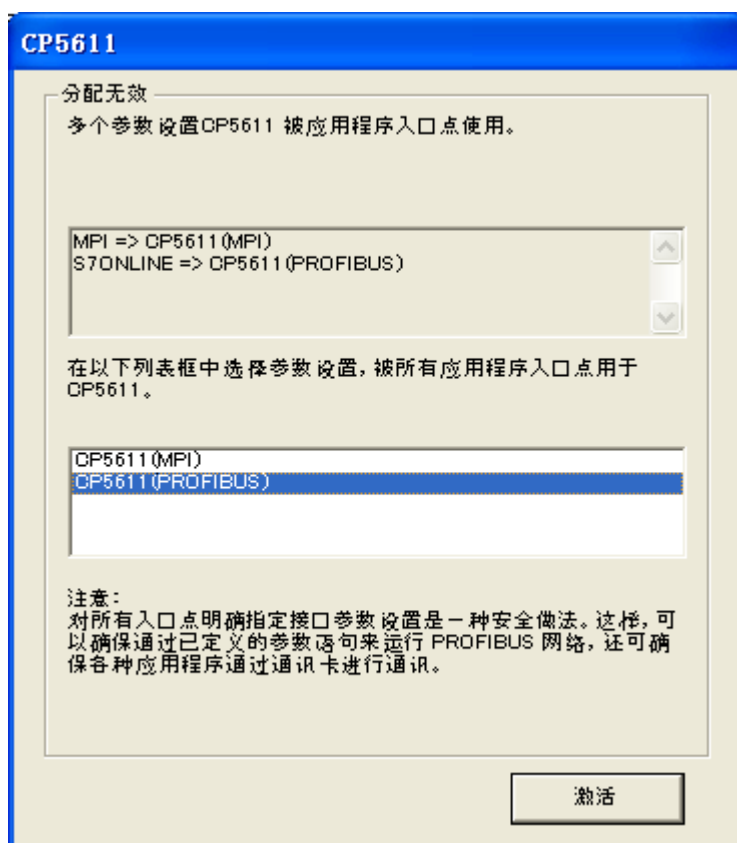 CP5611
分配无效
多个参数设置CP5611 被应用程序入口点使用。
MPI => CP5611(MPI)
S7ONLINE => CP5611(PROFIBUS)
在以下列表框中选择参数设置，被所有应用程序入口点用于
CP5611。
CP5611(MPI)
CP5611(PROFIBUS)
注意：
对所有入口点明确指定接口参数设置是一种安全做法。这样，可
以确保通过已定义的参数语句来运行 PROFIBUS 网络，还可确
保各种应用程序通过通讯卡进行通讯。
激活